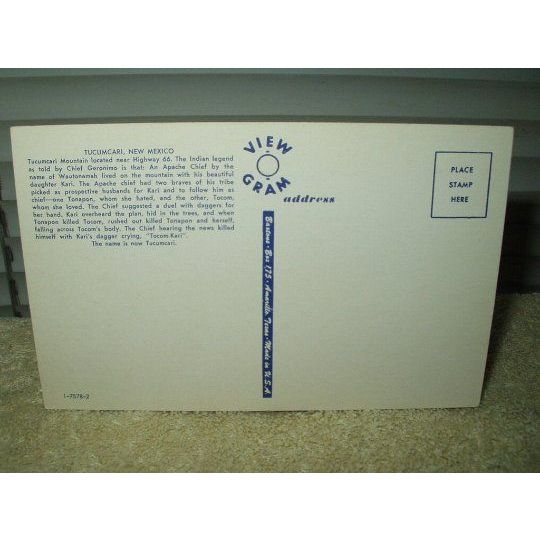 TUCUMCARI, NEW MEXICO
Tucumcari Mountain located near Highway 66. The Indian legend
as told by Chief Geronimo is that: An Apache Chief by the
name of Wautonamah lived on the mountain with his beautiful
daughter Kari. The Apache chief had two braves of his tribe
picked as prospective husbands for Kari and to follow him as
chief—one Tonapon, whom she hated, and the other, Tocom,
whom she loved. The Chief suggested a duel with daggers for
her hand. Kari overheard the plan, hid in the trees, and when
Tonapon killed Tocom, rushed out killed Tonapon and herself,
falling across Tocom's body. The Chief hearing the news killed
himself with Kari's dagger crying, "Tocom-Kari".
The name is now Tucumcari.
1-7578-2
VIEW
GRAM
address
Baxtone • Box 175 • Amarillo, Texas • Made in U.S.A.
PLACE
STAMP
HERE